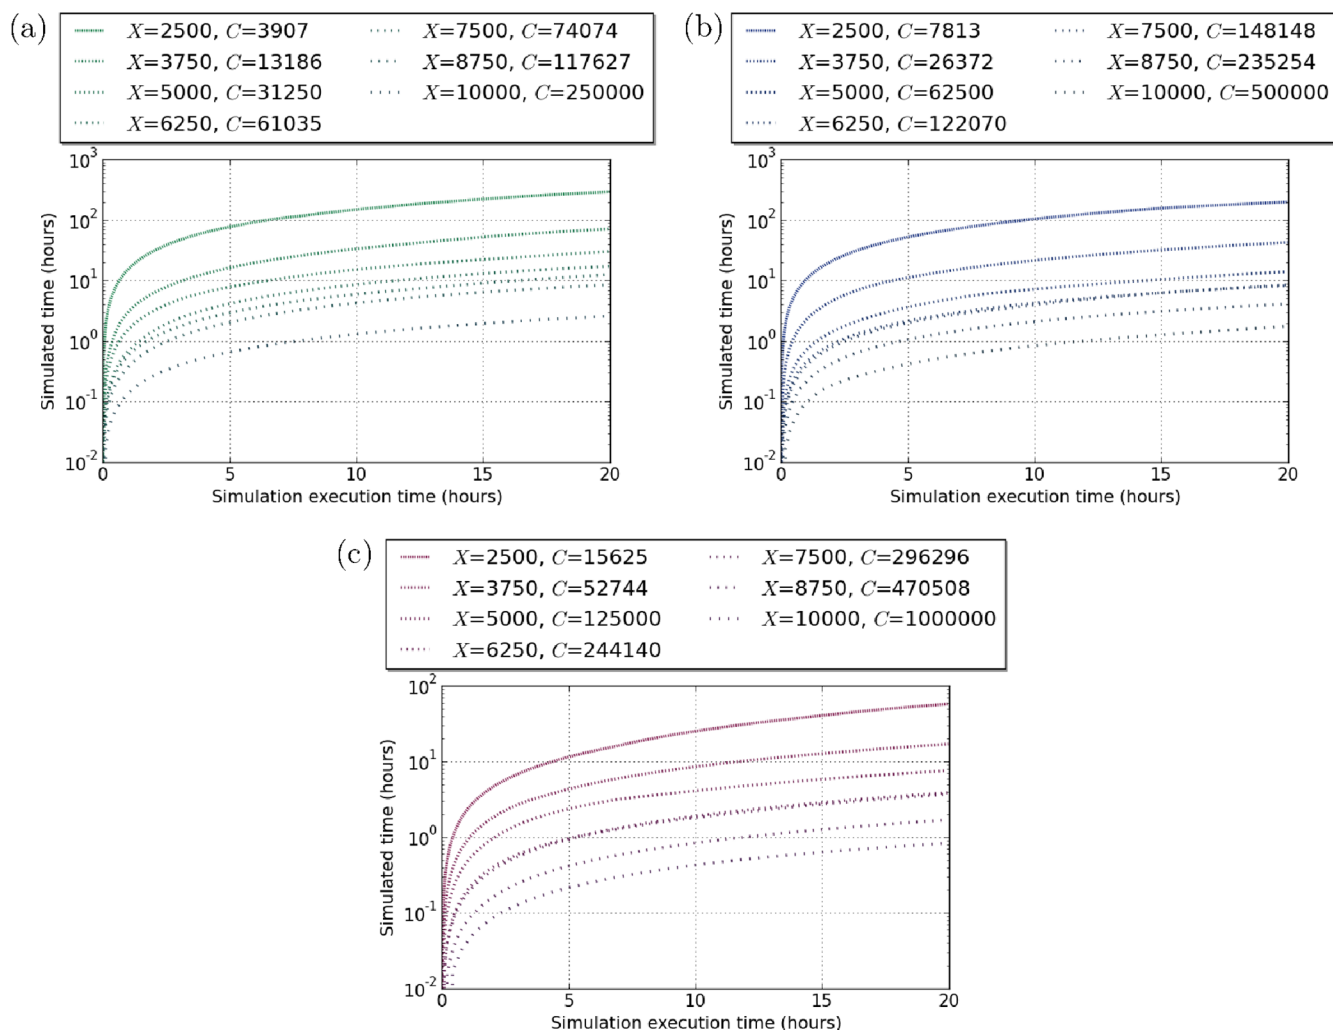 (a)
X=2500, C=3907 X=7500, C=74074
X=3750, C=13186 X=8750, C=117627
X=5000, C=31250 X=10000, C=250000
X=6250, C=61035
10^3
10^2
10^1
10^0
10^-1
10^-2
Simulated time (hours)
0 5 10 15 20
Simulation execution time (hours)
(b)
X=2500, C=7813 X=7500, C=148148
X=3750, C=26372 X=8750, C=235254
X=5000, C=62500 X=10000, C=500000
X=6250, C=122070
10^3
10^2
10^1
10^0
10^-1
10^-2
Simulated time (hours)
0 5 10 15 20
Simulation execution time (hours)
(c)
X=2500, C=15625 X=7500, C=296296
X=3750, C=52744 X=8750, C=470508
X=5000, C=125000 X=10000, C=1000000
X=6250, C=244140
10^2
10^1
10^0
10^-1
10^-2
Simulated time (hours)
0 5 10 15 20
Simulation execution time (hours)